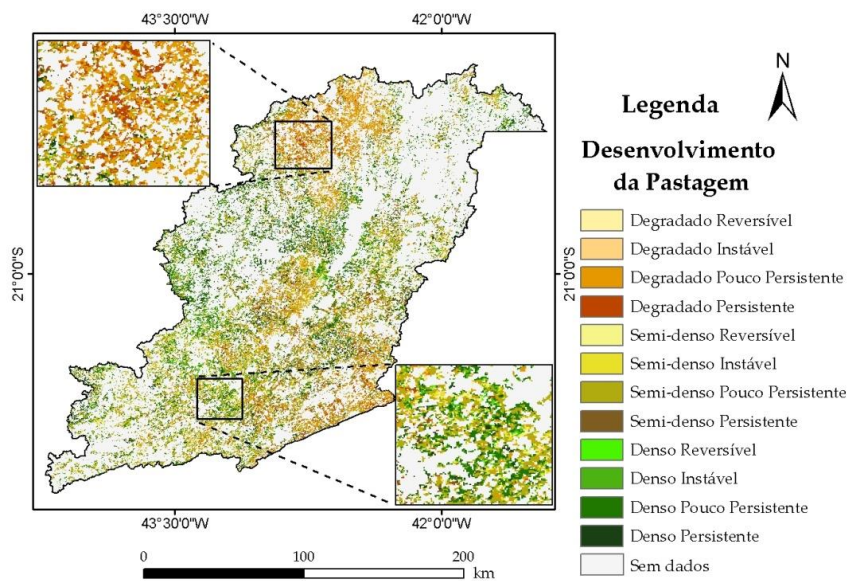 43°30'0"W
42°0'0"W
N
Legenda
Desenvolvimento
da Pastagem
Degradado Reversível
Degradado Instável
21°0'0"S
21°0'0"S
Degradado Pouco Persistente
Degradado Persistente
Semi-denso Reversível
Semi-denso Instável
Semi-denso Pouco Persistente
Semi-denso Persistente
Denso Reversível
Denso Instável
Denso Pouco Persistente
Denso Persistente
Sem dados
43°30'0"W
42°0'0"W
0
100
200
km